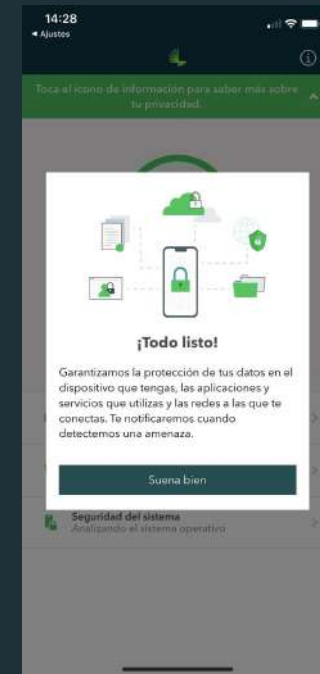 14:28
◀ Ajustes
Toca el icono de información para saber más sobre
tu privacidad.
¡Todo listo!
Garantizamos la protección de tus datos en el
dispositivo que tengas, las aplicaciones y
servicios que utilizas y las redes a las que te
conectas. Te notificaremos cuando
detectemos una amenaza.
Suena bien
Seguridad del sistema
Analizando el sistema operativo